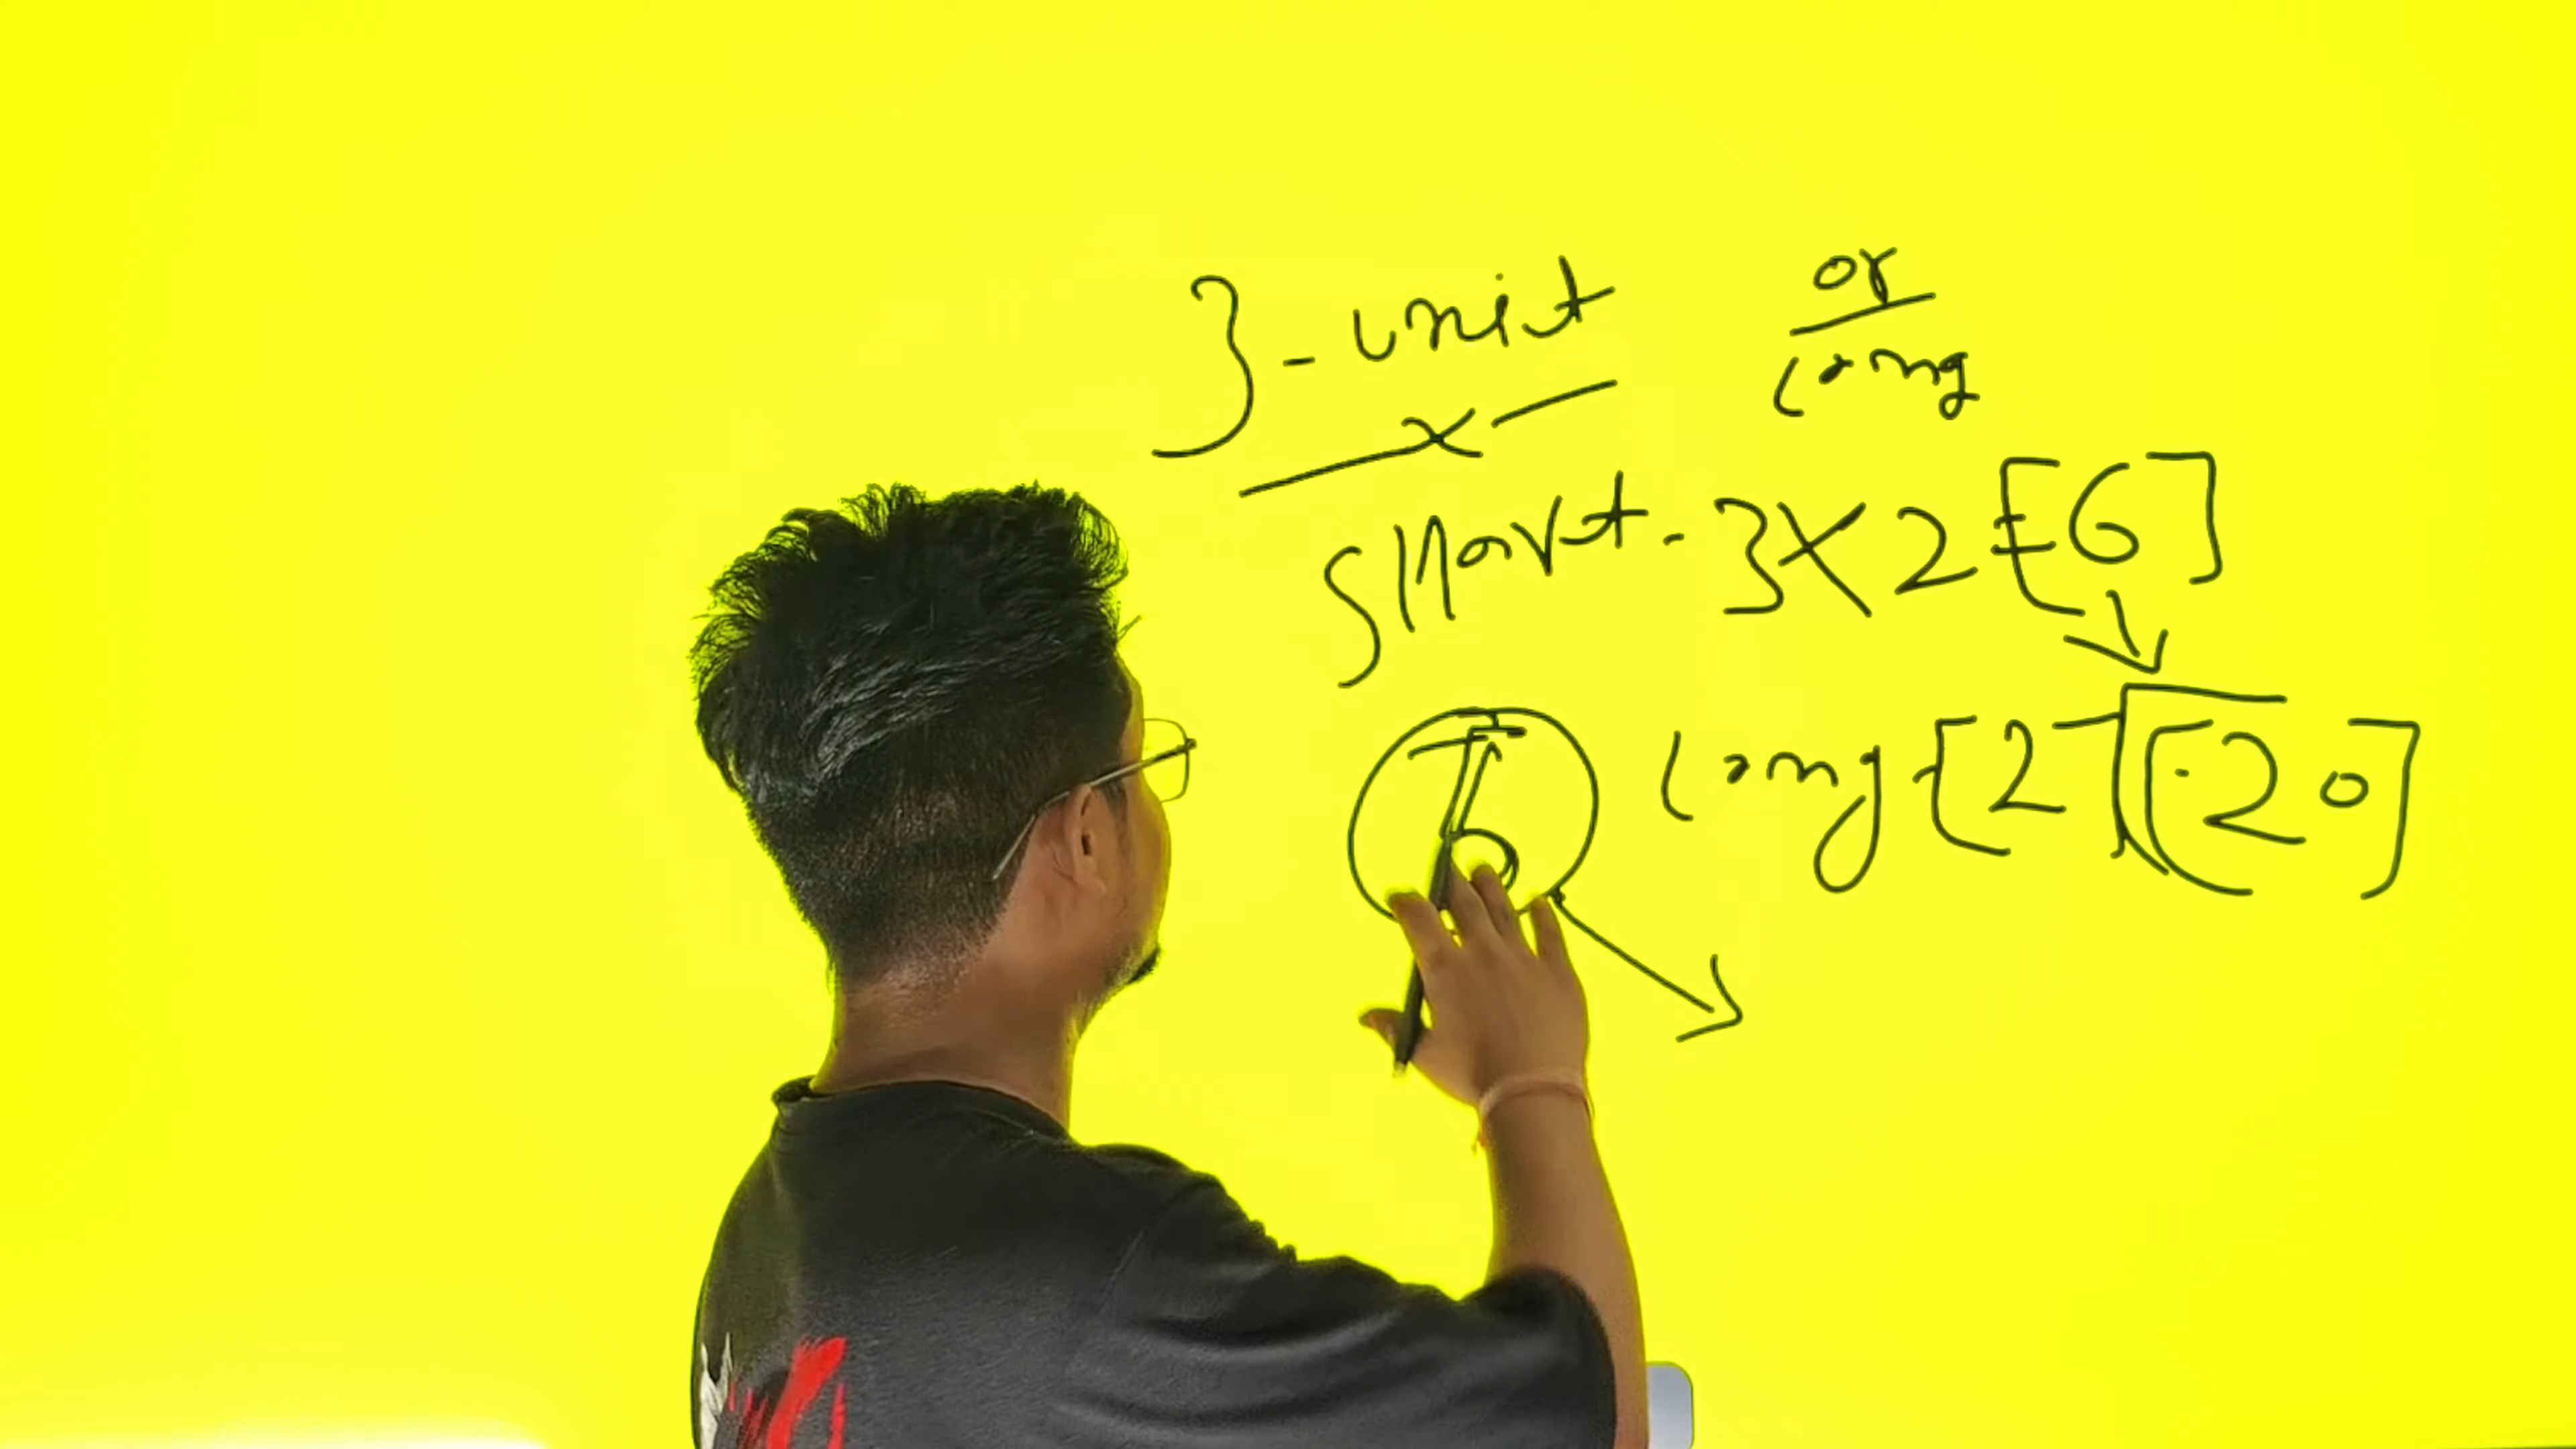 3-unit or
long
short - 3X2=[6]
long [2 [20]